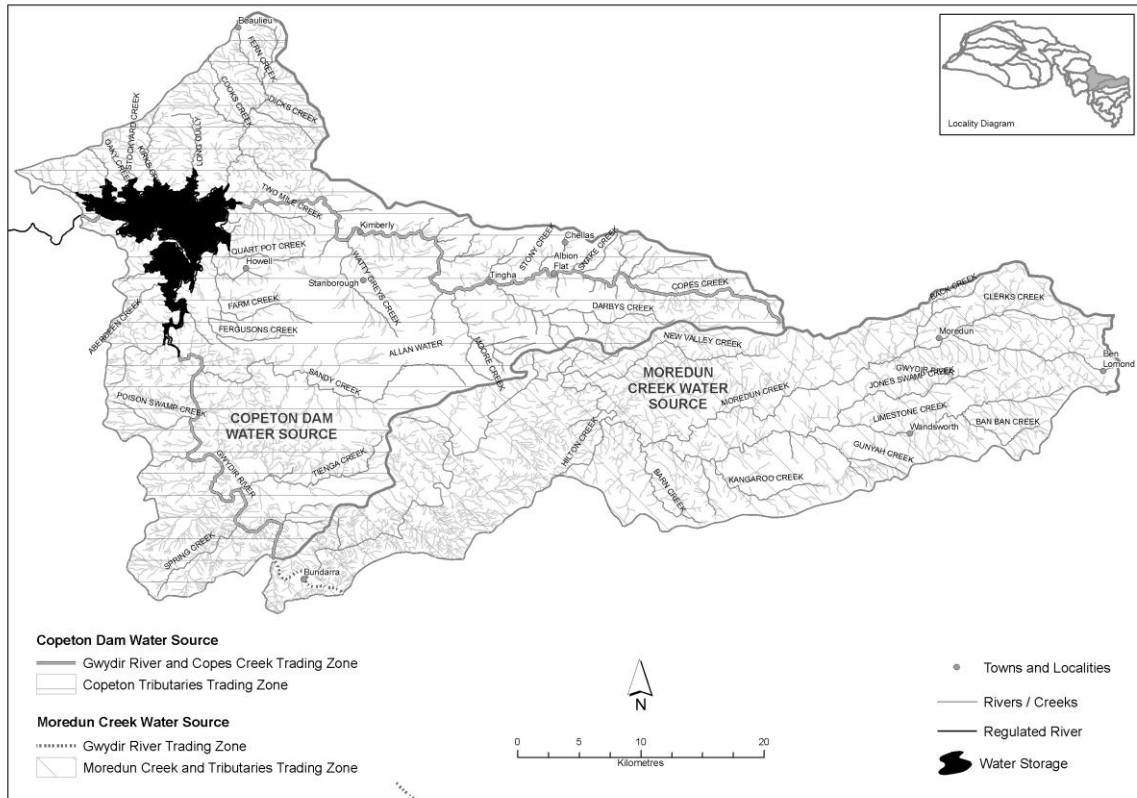 Beaulieu
FERN CREEK
COOKS CREEK
DICKS CREEK
Locality Diagram
OAKY CREEK
STOCKYARD CREEK
LONG GULLY
TWO MILE CREEK
Kimberly
QUART POT CREEK
Howell
Stanborough
WATTY GREYS CREEK
STONY CREEK
Chellas
SNAKE CREEK
Albion
Flat
Tingha
COPES CREEK
DARBYS CREEK
FARM CREEK
FERGUSONS CREEK
ABERDEEN CREEK
ALLAN WATER
MOORE CREEK
NEW VALLEY CREEK
BACK CREEK
CLERKS CREEK
Moredun
Ben
Lomond
GWYDIR RIVER
JONES SWAMP CREEK
MOREDUN
CREEK WATER
SOURCE
MOREDUN CREEK
SANDY CREEK
POISON SWAMP CREEK
COPETON DAM
WATER SOURCE
LIMESTONE CREEK
Wandsworth
BAN BAN CREEK
GUNYAH CREEK
HILTON CREEK
BARN CREEK
KANGAROO CREEK
TIENGA CREEK
GWYDIR RIVER
SPRING CREEK
Bundarra
Copeton Dam Water Source
Gwydir River and Copes Creek Trading Zone
Copeton Tributaries Trading Zone
Moredun Creek Water Source
Gwydir River Trading Zone
Moredun Creek and Tributaries Trading Zone
N
0 5 10 20
Kilometres
Towns and Localities
Rivers / Creeks
Regulated River
Water Storage